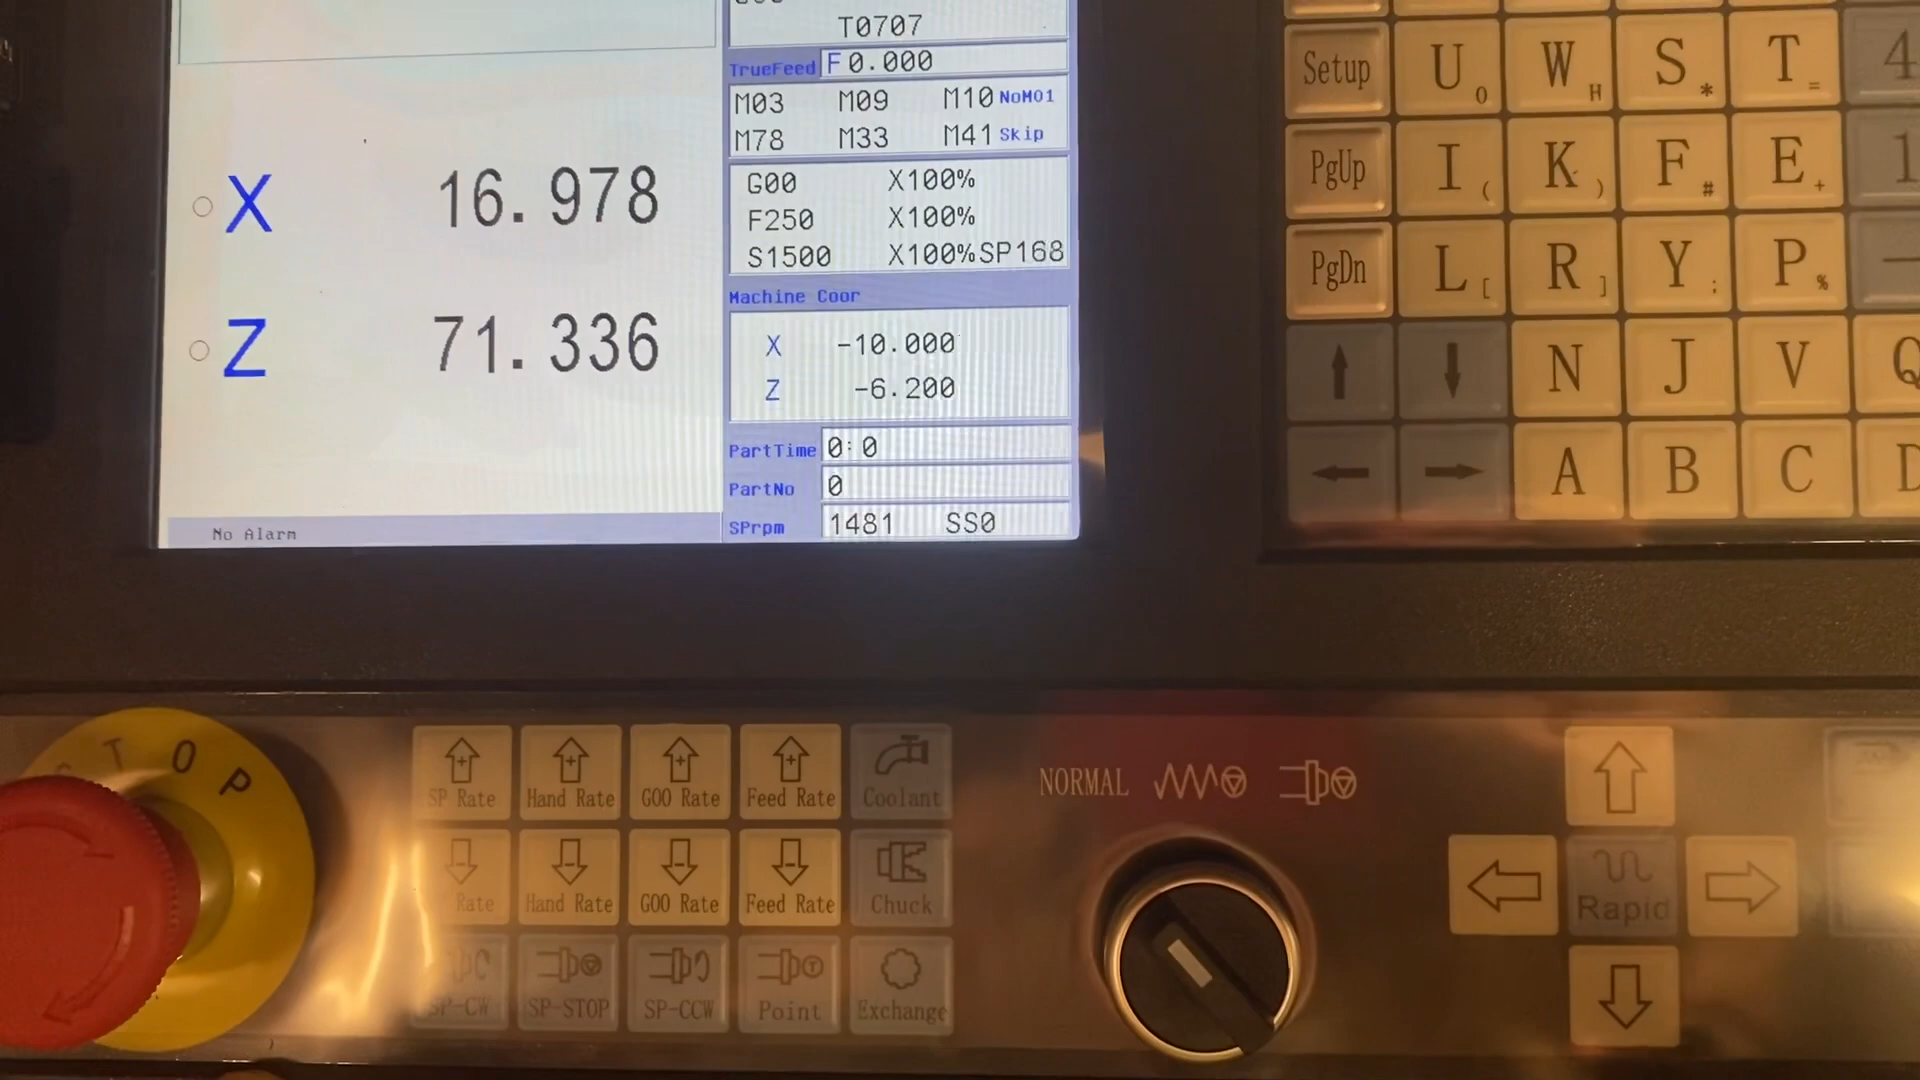 T0707
TrueFeed F 0.000
M03 M09 M10 NoM01
M78 M33 M41 Skip
G00 X100%
F250 X100%
S1500 X100% SP168
Machine Coor
X -10.000
Z -6.200
PartTime 0: 0
PartNo 0
SPrpm 1481 SS0
X 16.978
Z 71.336
No Alarm
Setup U O W H S * T = 4
PgUp I ( K ) F # E + 1
PgDn L [ R ] Y ; P %
N J V Q
A B C D
T O P
SP Rate Hand Rate G00 Rate Feed Rate Coolant
Rate Hand Rate G00 Rate Feed Rate Chuck
SP-CW SP-STOP SP-CCW Point Exchange
NORMAL
Rapid